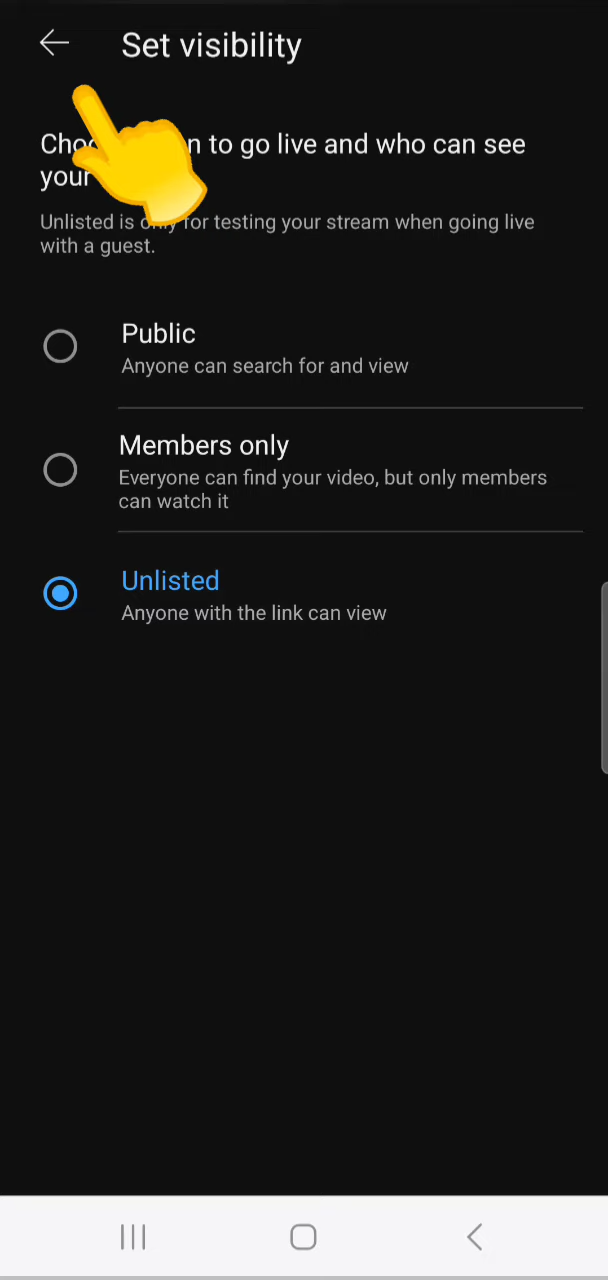 Set visibility
n to go live and who can see
your
Unlisted is only for testing your stream when going live
with a guest.
Public
Anyone can search for and view
Members only
Everyone can find your video, but only members
can watch it
Unlisted
Anyone with the link can view